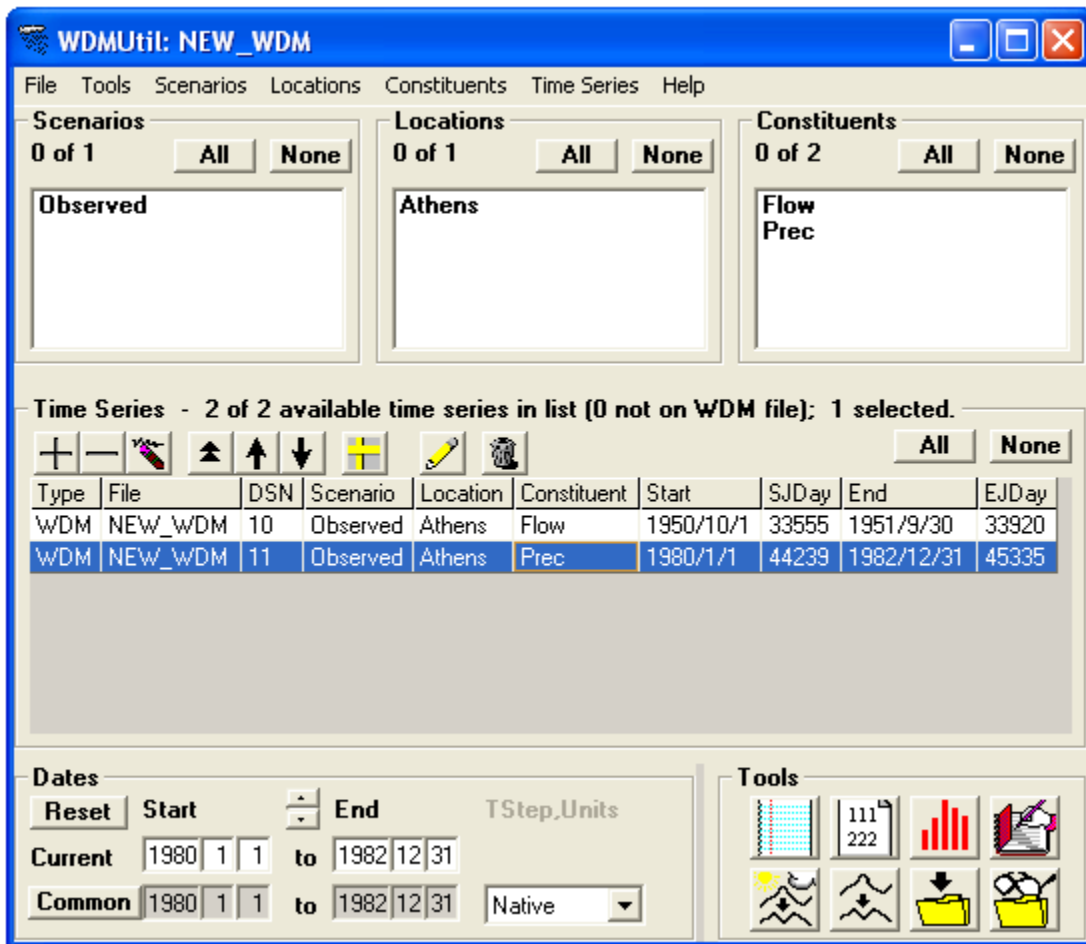 WDMUtil: NEW_WDM
File Tools Scenarios Locations Constituents Time Series Help
Scenarios
0 of 1 All None
Observed
Locations
0 of 1 All None
Athens
Constituents
0 of 2 All None
Flow
Prec
Time Series - 2 of 2 available time series in list (0 not on WDM file); 1 selected.
All None
Type File DSN Scenario Location Constituent Start SJDay End EJDay
WDM NEW_WDM 10 Observed Athens Flow 1950/10/1 33555 1951/9/30 33920
WDM NEW_WDM 11 Observed Athens Prec 1980/1/1 44239 1982/12/31 45335
Dates
Reset Start End TStep,Units
Current 1980 1 1 to 1982 12 31
Common 1980 1 1 to 1982 12 31 Native
Tools
111
222